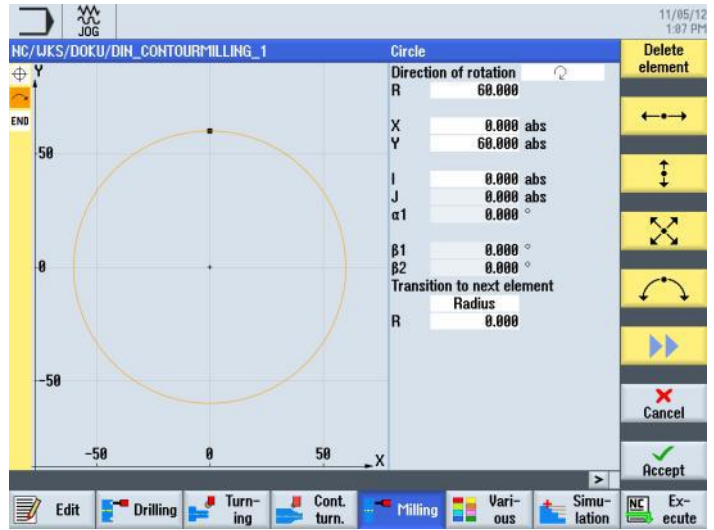 JOG
11/05/12
1:07 PM
NC/WKS/DOKU/DIN_CONTOURMILLING_1
Circle
Delete
element
Y
END
50
0
-50
-50
0
50
X
Direction of rotation
R 60.000
X 0.000 abs
Y 60.000 abs
I 0.000 abs
J 0.000 abs
α1 0.000 °
β1 0.000 °
β2 0.000 °
Transition to next element
Radius
R 0.000
Cancel
Accept
>
Edit
Drilling
Turn-
ing
Cont.
turn.
Milling
Vari-
ous
Simu-
lation
NC
Ex-
ecute